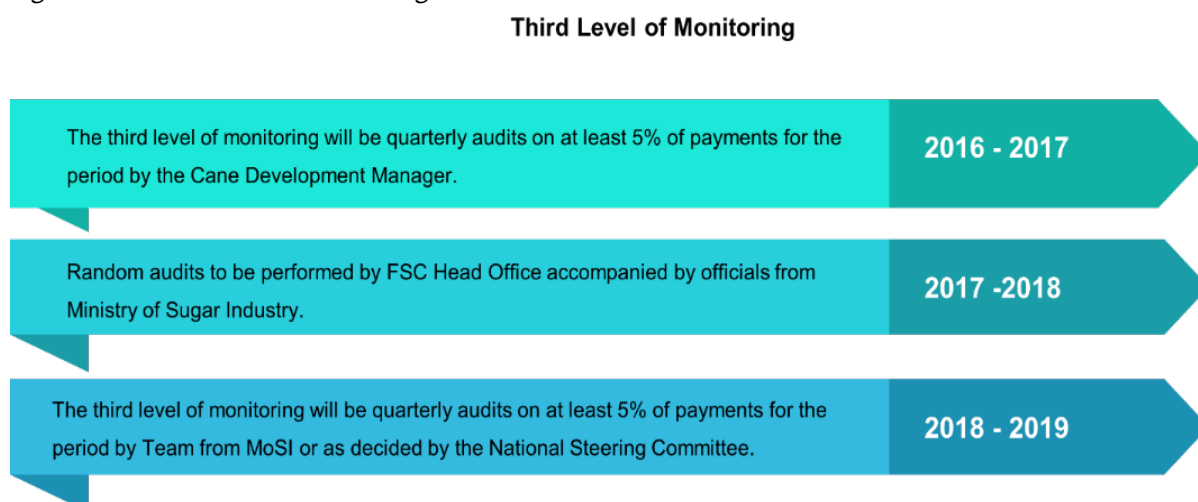 Third Level of Monitoring
The third level of monitoring will be quarterly audits on at least 5% of payments for the
period by the Cane Development Manager.
2016 - 2017
Random audits to be performed by FSC Head Office accompanied by officials from
Ministry of Sugar Industry.
2017 -2018
The third level of monitoring will be quarterly audits on at least 5% of payments for the
period by Team from MoSI or as decided by the National Steering Committee.
2018 - 2019